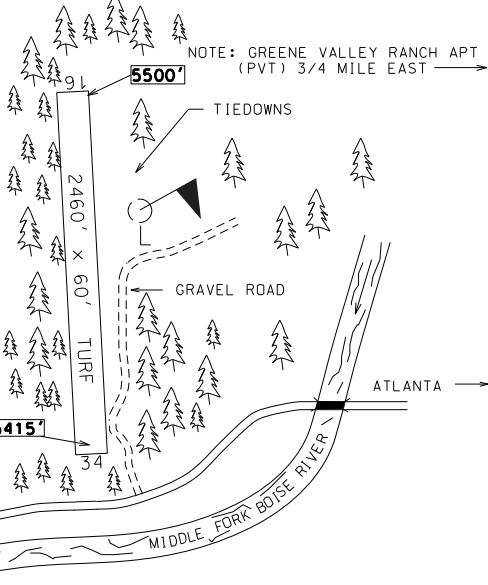 NOTE: GREENE VALLEY RANCH APT
(PVT) 3/4 MILE EAST
16
5500'
TIEDOWNS
2460' x 60' TURF
L
GRAVEL ROAD
ATLANTA
415'
34
MIDDLE FORK BOISE RIVER